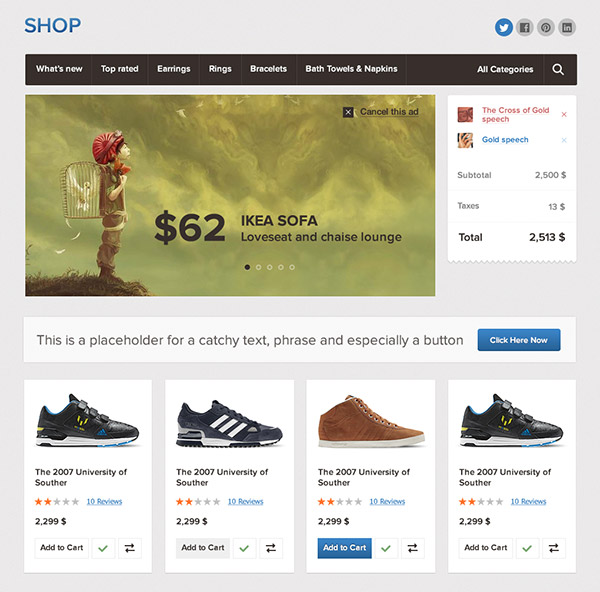 SHOP
What's new Top rated Earrings Rings Bracelets Bath Towels & Napkins All Categories
Cancel this ad
$62 IKEA SOFA
Loveseat and chaise lounge
The Cross of Gold
speech
Gold speech
Subtotal 2,500 $
Taxes 13 $
Total 2,513 $
This is a placeholder for a catchy text, phrase and especially a button Click Here Now
The 2007 University of
Souther
10 Reviews
2,299 $
Add to Cart
The 2007 University of
Souther
10 Reviews
2,299 $
Add to Cart
The 2007 University of
Souther
10 Reviews
2,299 $
Add to Cart
The 2007 University of
Souther
10 Reviews
2,299 $
Add to Cart